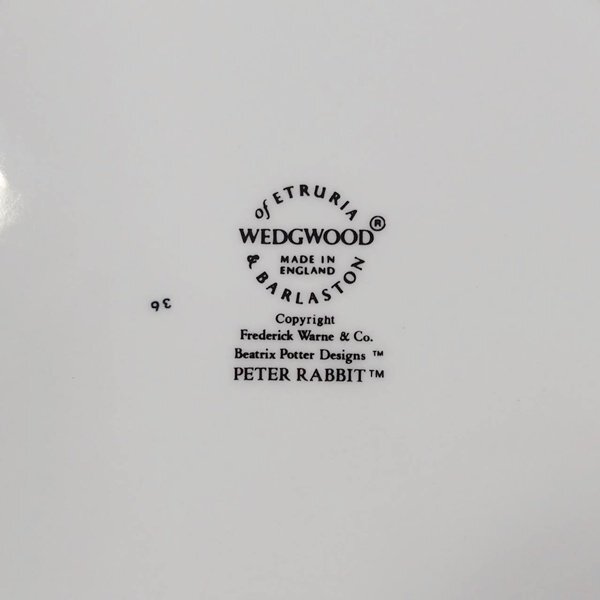 of ETRURIA
WEDGWOOD®
MADE IN
ENGLAND
& BARLASTON
36
Copyright
Frederick Warne & Co.
Beatrix Potter Designs ™
PETER RABBIT™